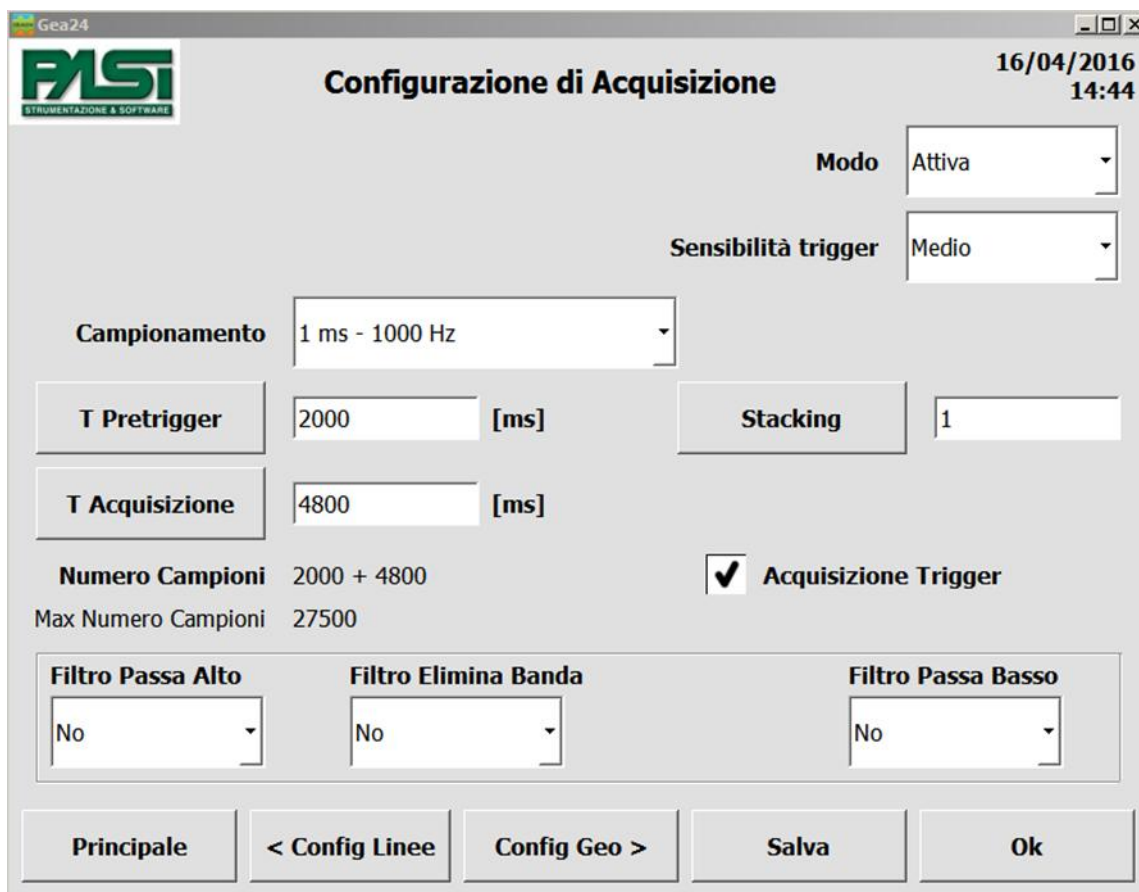 Gea24
PASI
STRUMENTAZIONE & SOFTWARE
Configurazione di Acquisizione
16/04/2016
14:44
Modo
Attiva
Sensibilità trigger
Medio
Campionamento
1 ms - 1000 Hz
T Pretrigger
2000
[ms]
Stacking
1
T Acquisizione
4800
[ms]
Numero Campioni
2000 + 4800
Acquisizione Trigger
Max Numero Campioni
27500
Filtro Passa Alto
Filtro Elimina Banda
Filtro Passa Basso
No
No
No
Principale
< Config Linee
Config Geo >
Salva
Ok